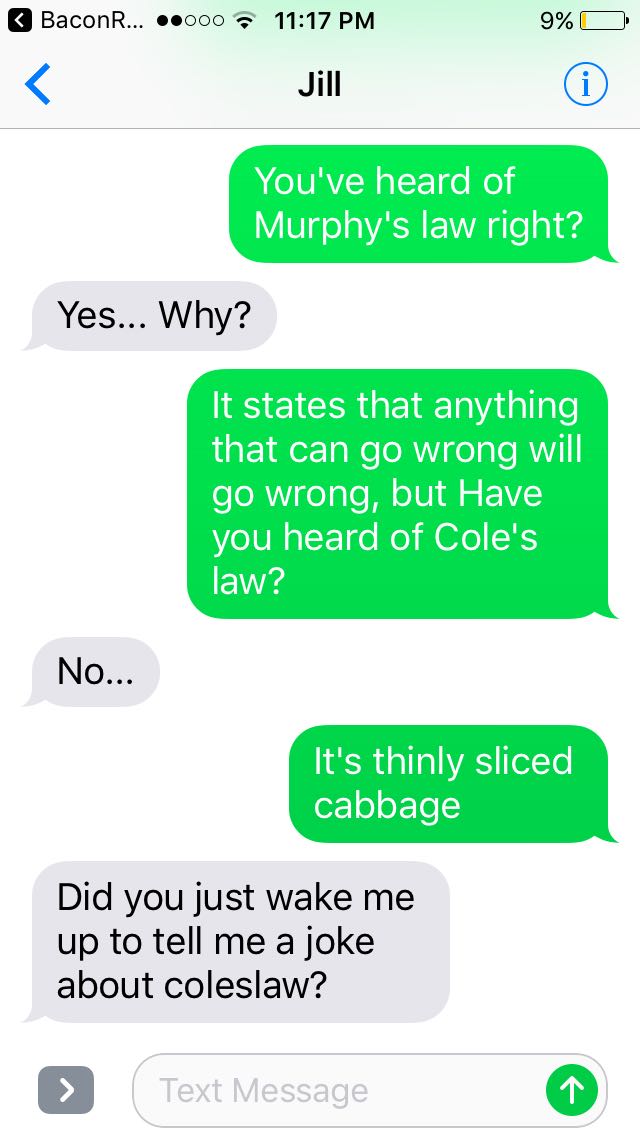 BaconR... 11:17 PM 9%
Jill
You've heard of
Murphy's law right?
Yes... Why?
It states that anything
that can go wrong will
go wrong, but Have
you heard of Cole's
law?
No...
It's thinly sliced
cabbage
Did you just wake me
up to tell me a joke
about coleslaw?
Text Message